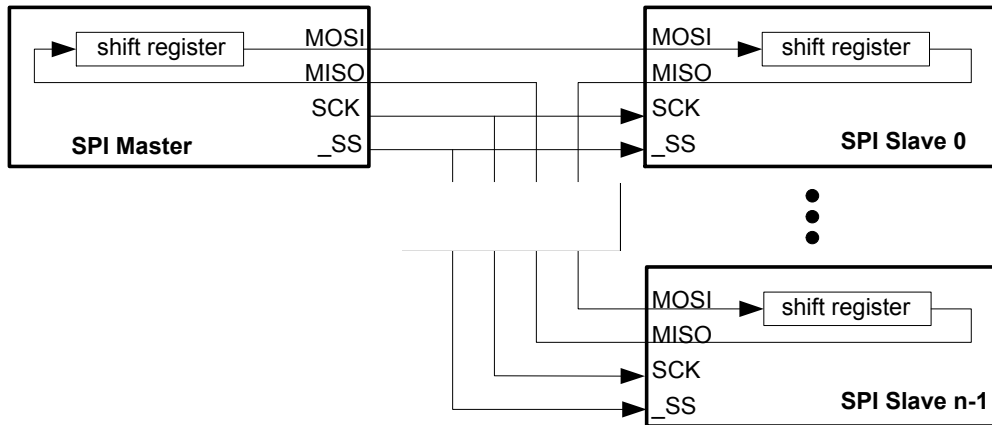 shift register
MOSI
MISO
SCK
_SS
SPI Master
MOSI
shift register
MISO
SCK
_SS
SPI Slave 0
MOSI
shift register
MISO
SCK
_SS
SPI Slave n-1